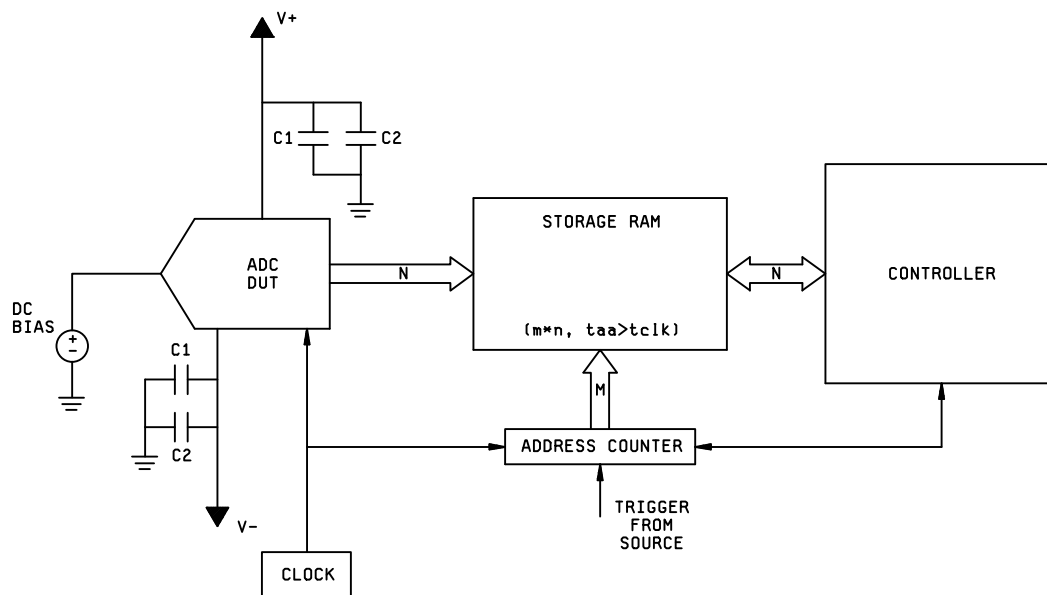 V+
C1
C2
STORAGE RAM
ADC
DUT
N
N
CONTROLLER
DC
BIAS
+
-
(m*n, taa>tclk)
C1
M
C2
ADDRESS COUNTER
TRIGGER
FROM
SOURCE
V-
CLOCK